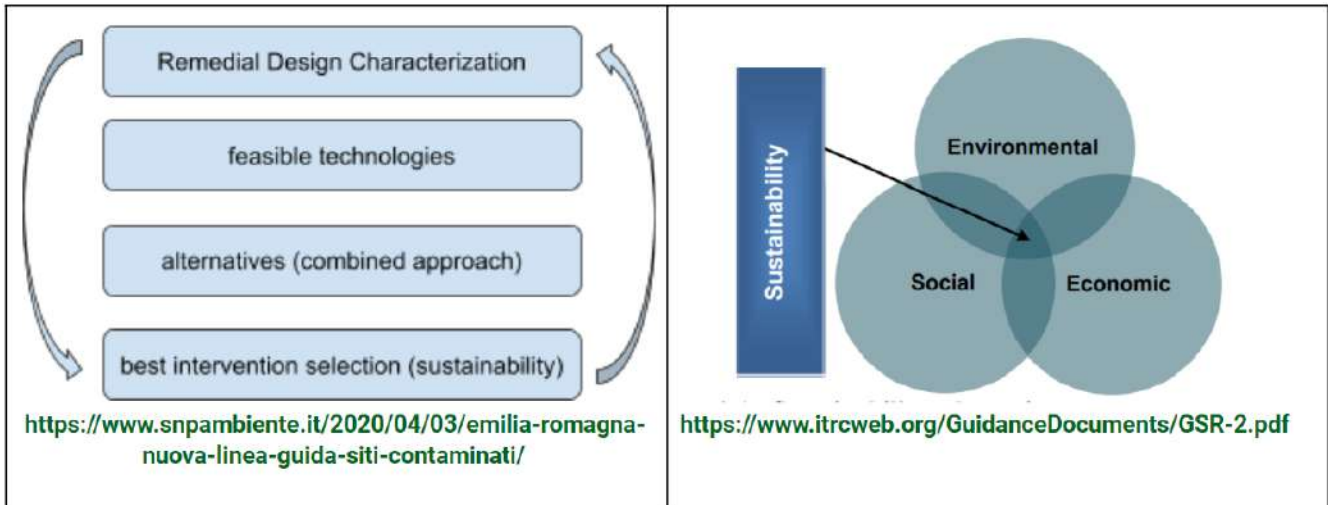 Remedial Design Characterization
feasible technologies
alternatives (combined approach)
best intervention selection (sustainability)
https://www.snpambiente.it/2020/04/03/emilia-romagna-
nuova-linea-guida-siti-contaminati/
Sustainability
Environmental
Social
Economic
https://www.itrcweb.org/GuidanceDocuments/GSR-2.pdf